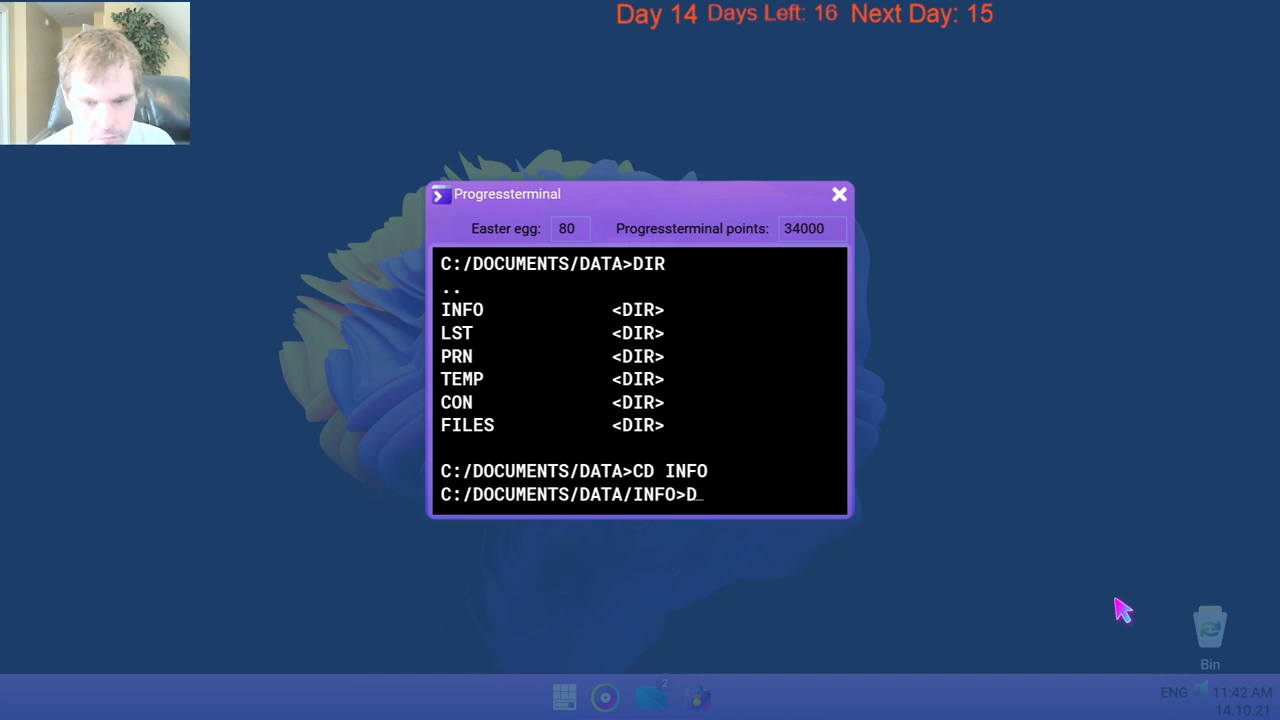 Day 14 Days Left: 16 Next Day: 15
Progressterminal
Easter egg: 80 Progressterminal points: 34000
C:/DOCUMENTS/DATA>DIR
..
INFO <DIR>
LST <DIR>
PRN <DIR>
TEMP <DIR>
CON <DIR>
FILES <DIR>
C:/DOCUMENTS/DATA>CD INFO
C:/DOCUMENTS/DATA/INFO>D_
Bin
2
ENG 11:42 AM
14.10.21